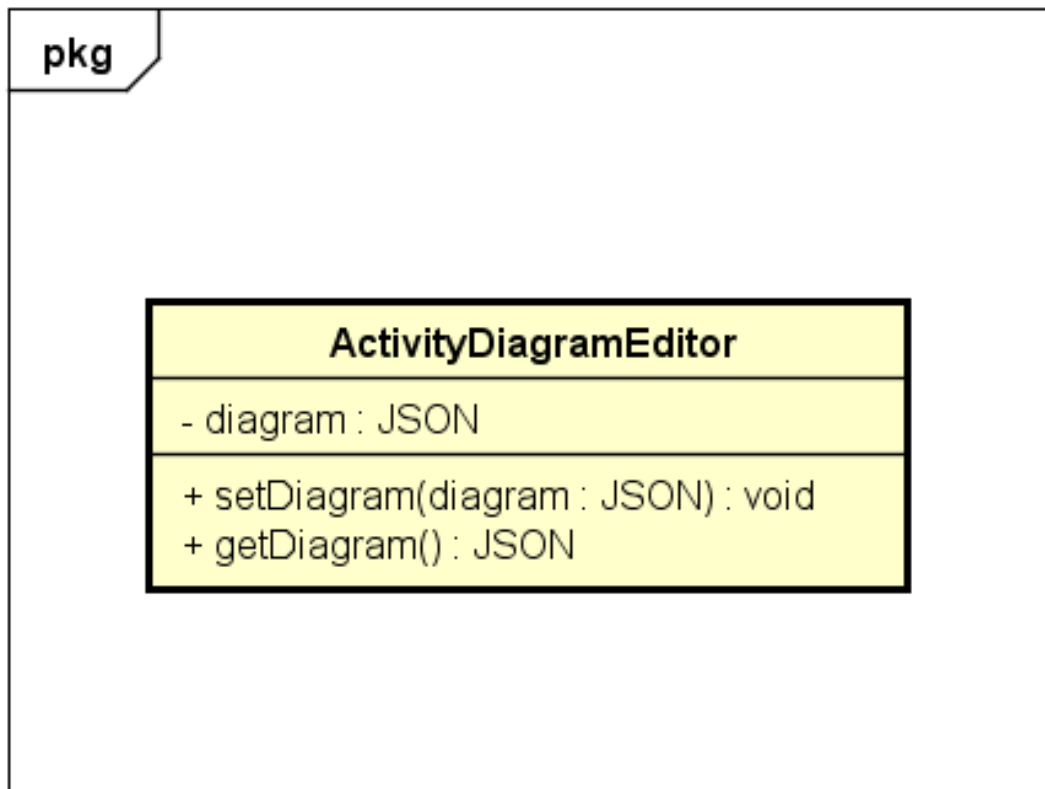 pkg
ActivityDiagramEditor
- diagram : JSON
+ setDiagram(diagram : JSON) : void
+ getDiagram() : JSON